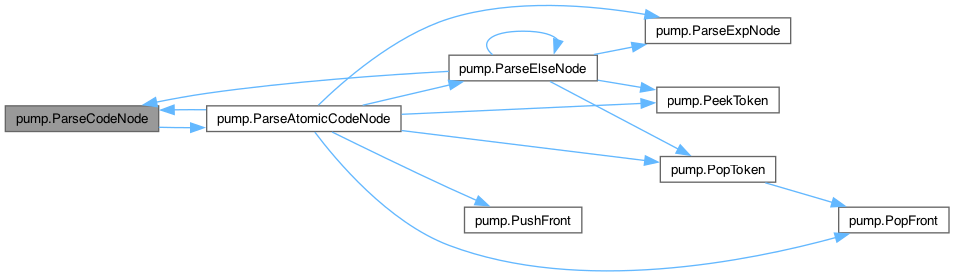 pump.ParseCodeNode
pump.ParseAtomicCodeNode
pump.ParseElseNode
pump.ParseExpNode
pump.PeekToken
pump.PopToken
pump.PushFront
pump.PopFront